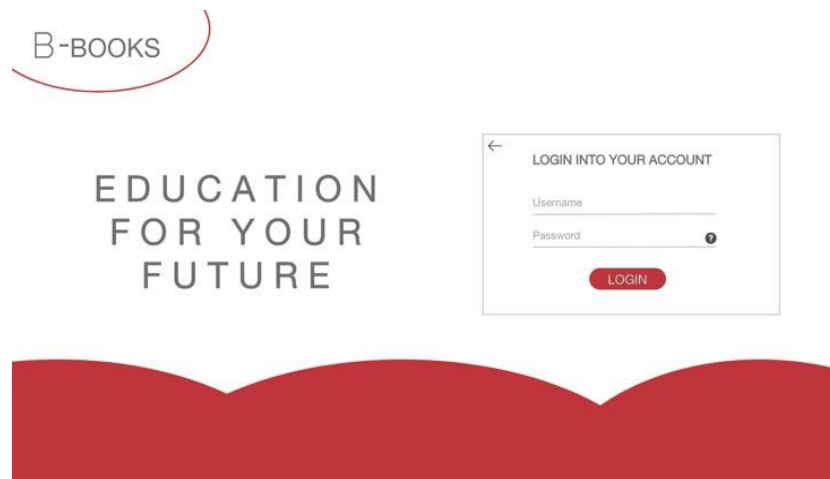 B-BOOKS
EDUCATION
FOR YOUR
FUTURE
LOGIN INTO YOUR ACCOUNT
Username
Password ?
LOGIN